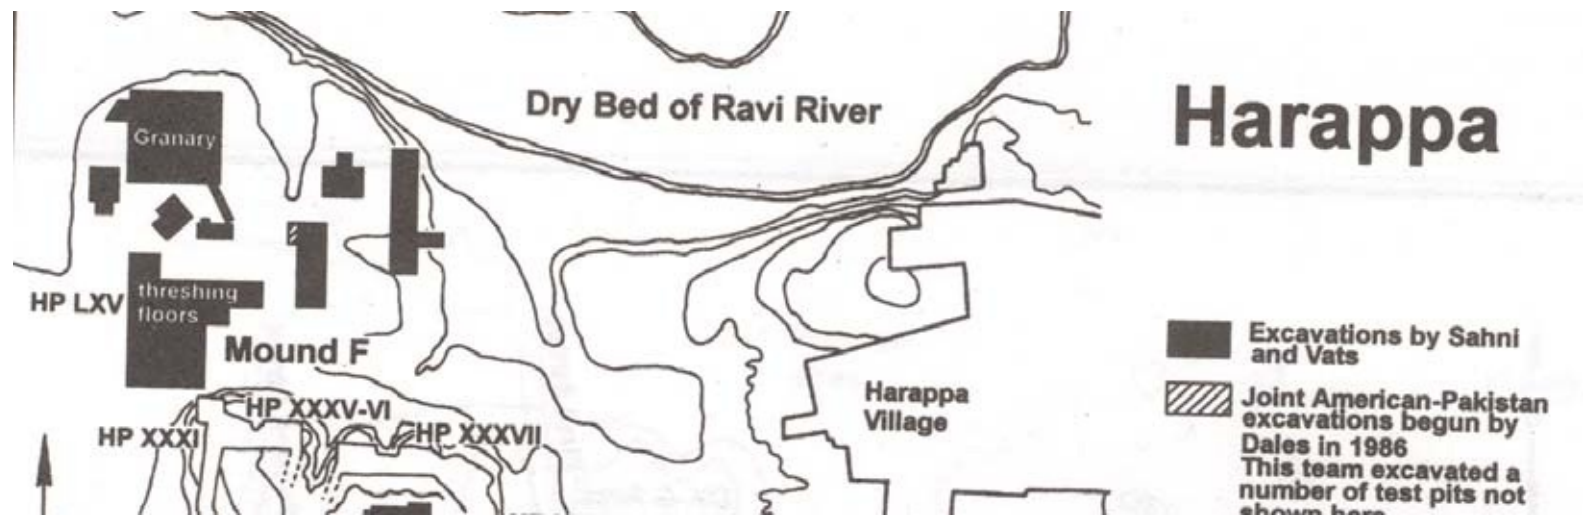 Dry Bed of Ravi River
Harappa
Granary
HP LXV
threshing
floors
Mound F
HP XXXV-VI
HP XXXI
HP XXXVII
Harappa
Village
Excavations by Sahni
and Vats
Joint American-Pakistan
excavations begun by
Dales in 1986
This team excavated a
number of test pits not
shown here